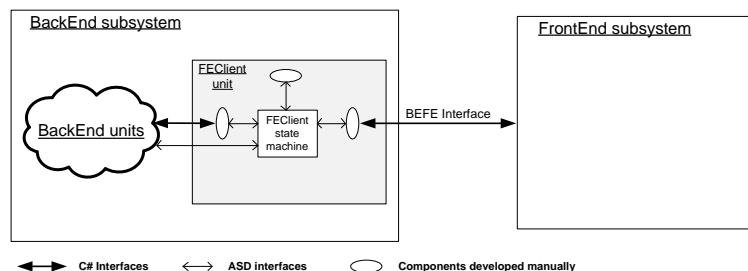 BackEnd subsystem
FrontEnd subsystem
FEClient
unit
BEFE Interface
BackEnd units
FEClient
state
machine
C# Interfaces
ASD interfaces
Components developed manually